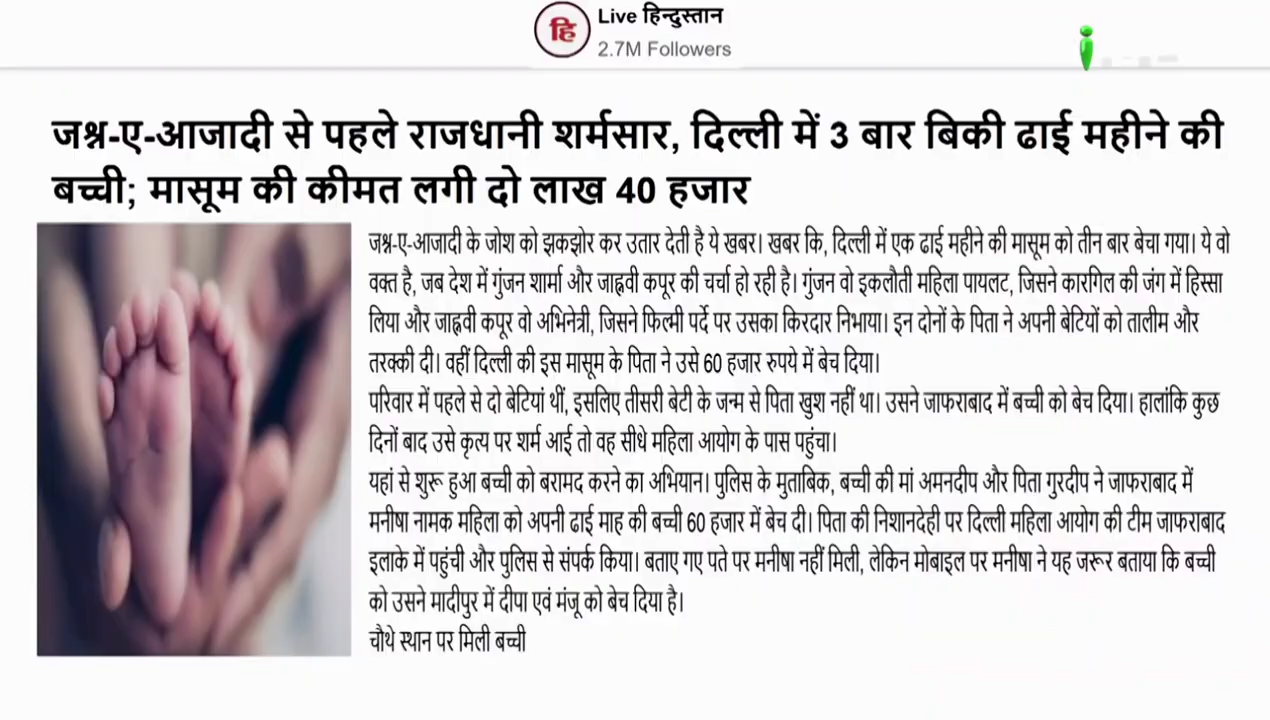 Live हिन्दुस्तान
2.7M Followers
जश्न-ए-आजादी से पहले राजधानी शर्मसार, दिल्ली में 3 बार बिकी ढाई महीने की
बच्ची; मासूम की कीमत लगी दो लाख 40 हजार
जश्न-ए-आजादी के जोश को झकझोर कर उतार देती है ये खबर। खबर कि, दिल्ली में एक ढाई महीने की मासूम को तीन बार बेचा गया। ये वो
वक्त है, जब देश में गुंजन शार्मा और जाह्नवी कपूर की चर्चा हो रही है। गुंजन वो इकलौती महिला पायलट, जिसने कारगिल की जंग में हिस्सा
लिया और जाह्नवी कपूर वो अभिनेत्री, जिसने फिल्मी पर्दे पर उसका किरदार निभाया। इन दोनों के पिता ने अपनी बेटियों को तालीम और
तरक्की दी। वहीं दिल्ली की इस मासूम के पिता ने उसे 60 हजार रुपये में बेच दिया।
परिवार में पहले से दो बेटियां थीं, इसलिए तीसरी बेटी के जन्म से पिता खुश नहीं था। उसने जाफराबाद में बच्ची को बेच दिया। हालांकि कुछ
दिनों बाद उसे कृत्य पर शर्म आई तो वह सीधे महिला आयोग के पास पहुंचा।
यहां से शुरू हुआ बच्ची को बरामद करने का अभियान। पुलिस के मुताबिक, बच्ची की मां अमनदीप और पिता गुरदीप ने जाफराबाद में
मनीषा नामक महिला को अपनी ढाई माह की बच्ची 60 हजार में बेच दी। पिता की निशानदेही पर दिल्ली महिला आयोग की टीम जाफराबाद
इलाके में पहुंची और पुलिस से संपर्क किया। बताए गए पते पर मनीषा नहीं मिली, लेकिन मोबाइल पर मनीषा ने यह जरूर बताया कि बच्ची
को उसने मादीपुर में दीपा एवं मंजू को बेच दिया है।
चौथे स्थान पर मिली बच्ची